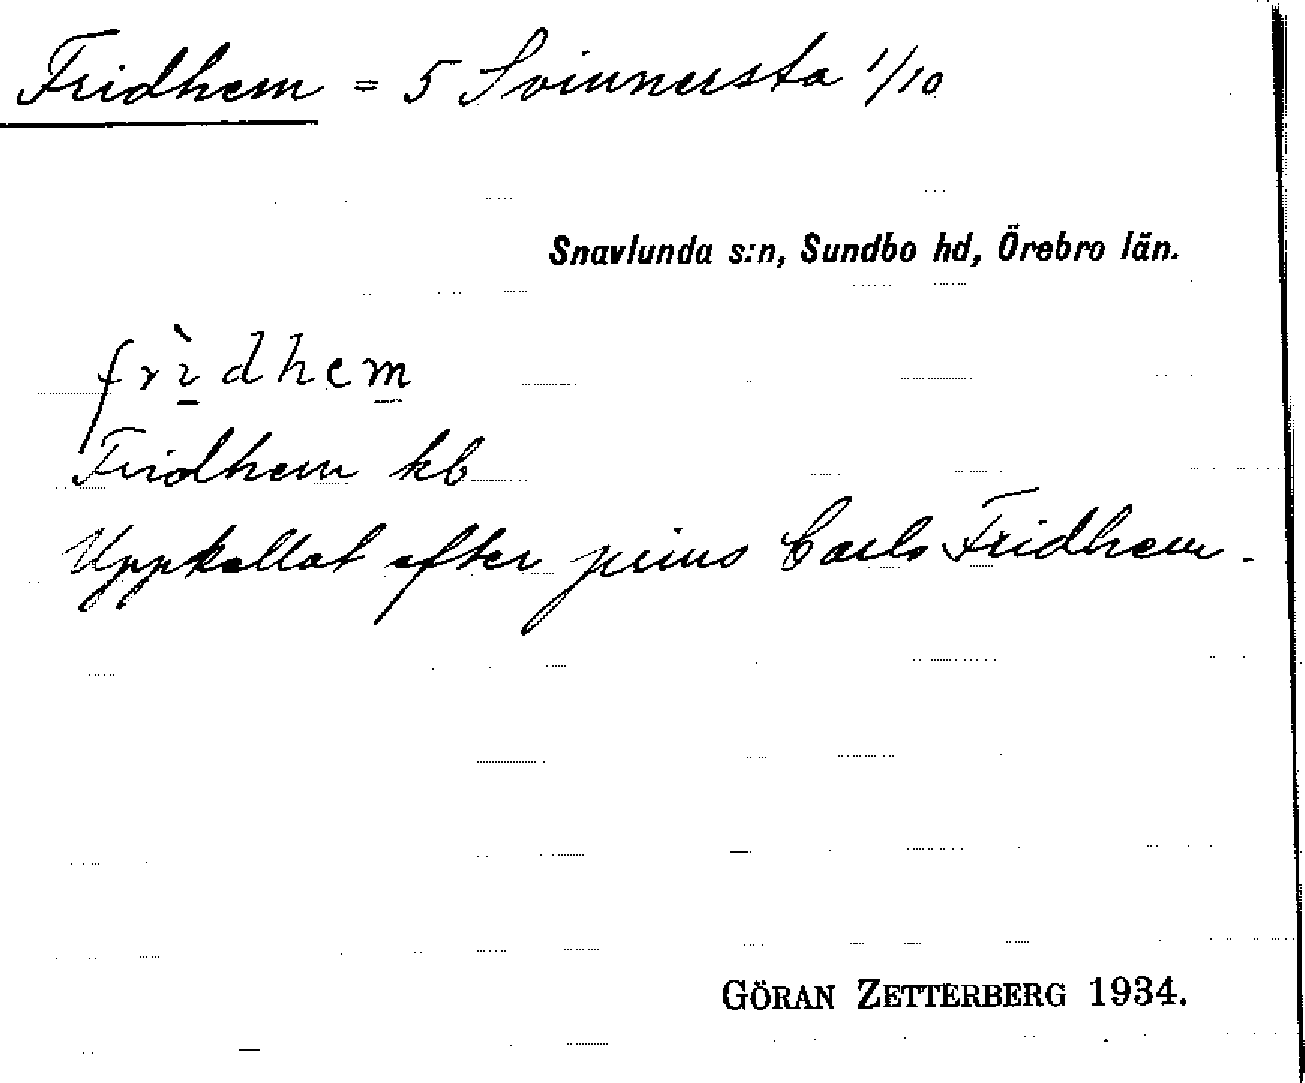 Fridhem = 5 Svinnersta 1/10
Snavlunda s:n, Sundbo hd, Örebro län.
frìdhem
Fridhem kb
Uppkallat efter prins Carls Fridhem.
GÖRAN ZETTERBERG 1934.